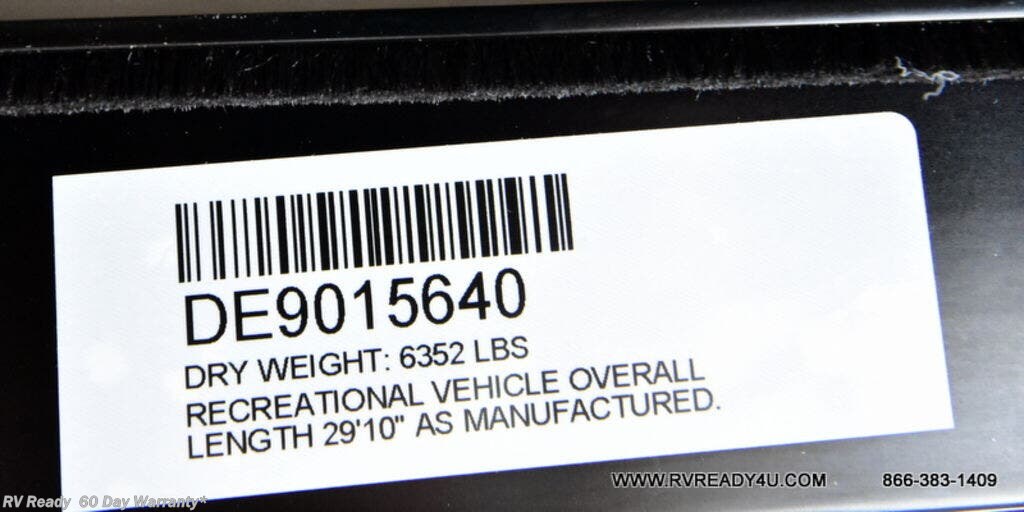 DE9015640
DRY WEIGHT: 6352 LBS
RECREATIONAL VEHICLE OVERALL
LENGTH 29'10" AS MANUFACTURED.
WWW.RVREADY4U.COM 866-383-1409
RV Ready 60 Day Warranty*